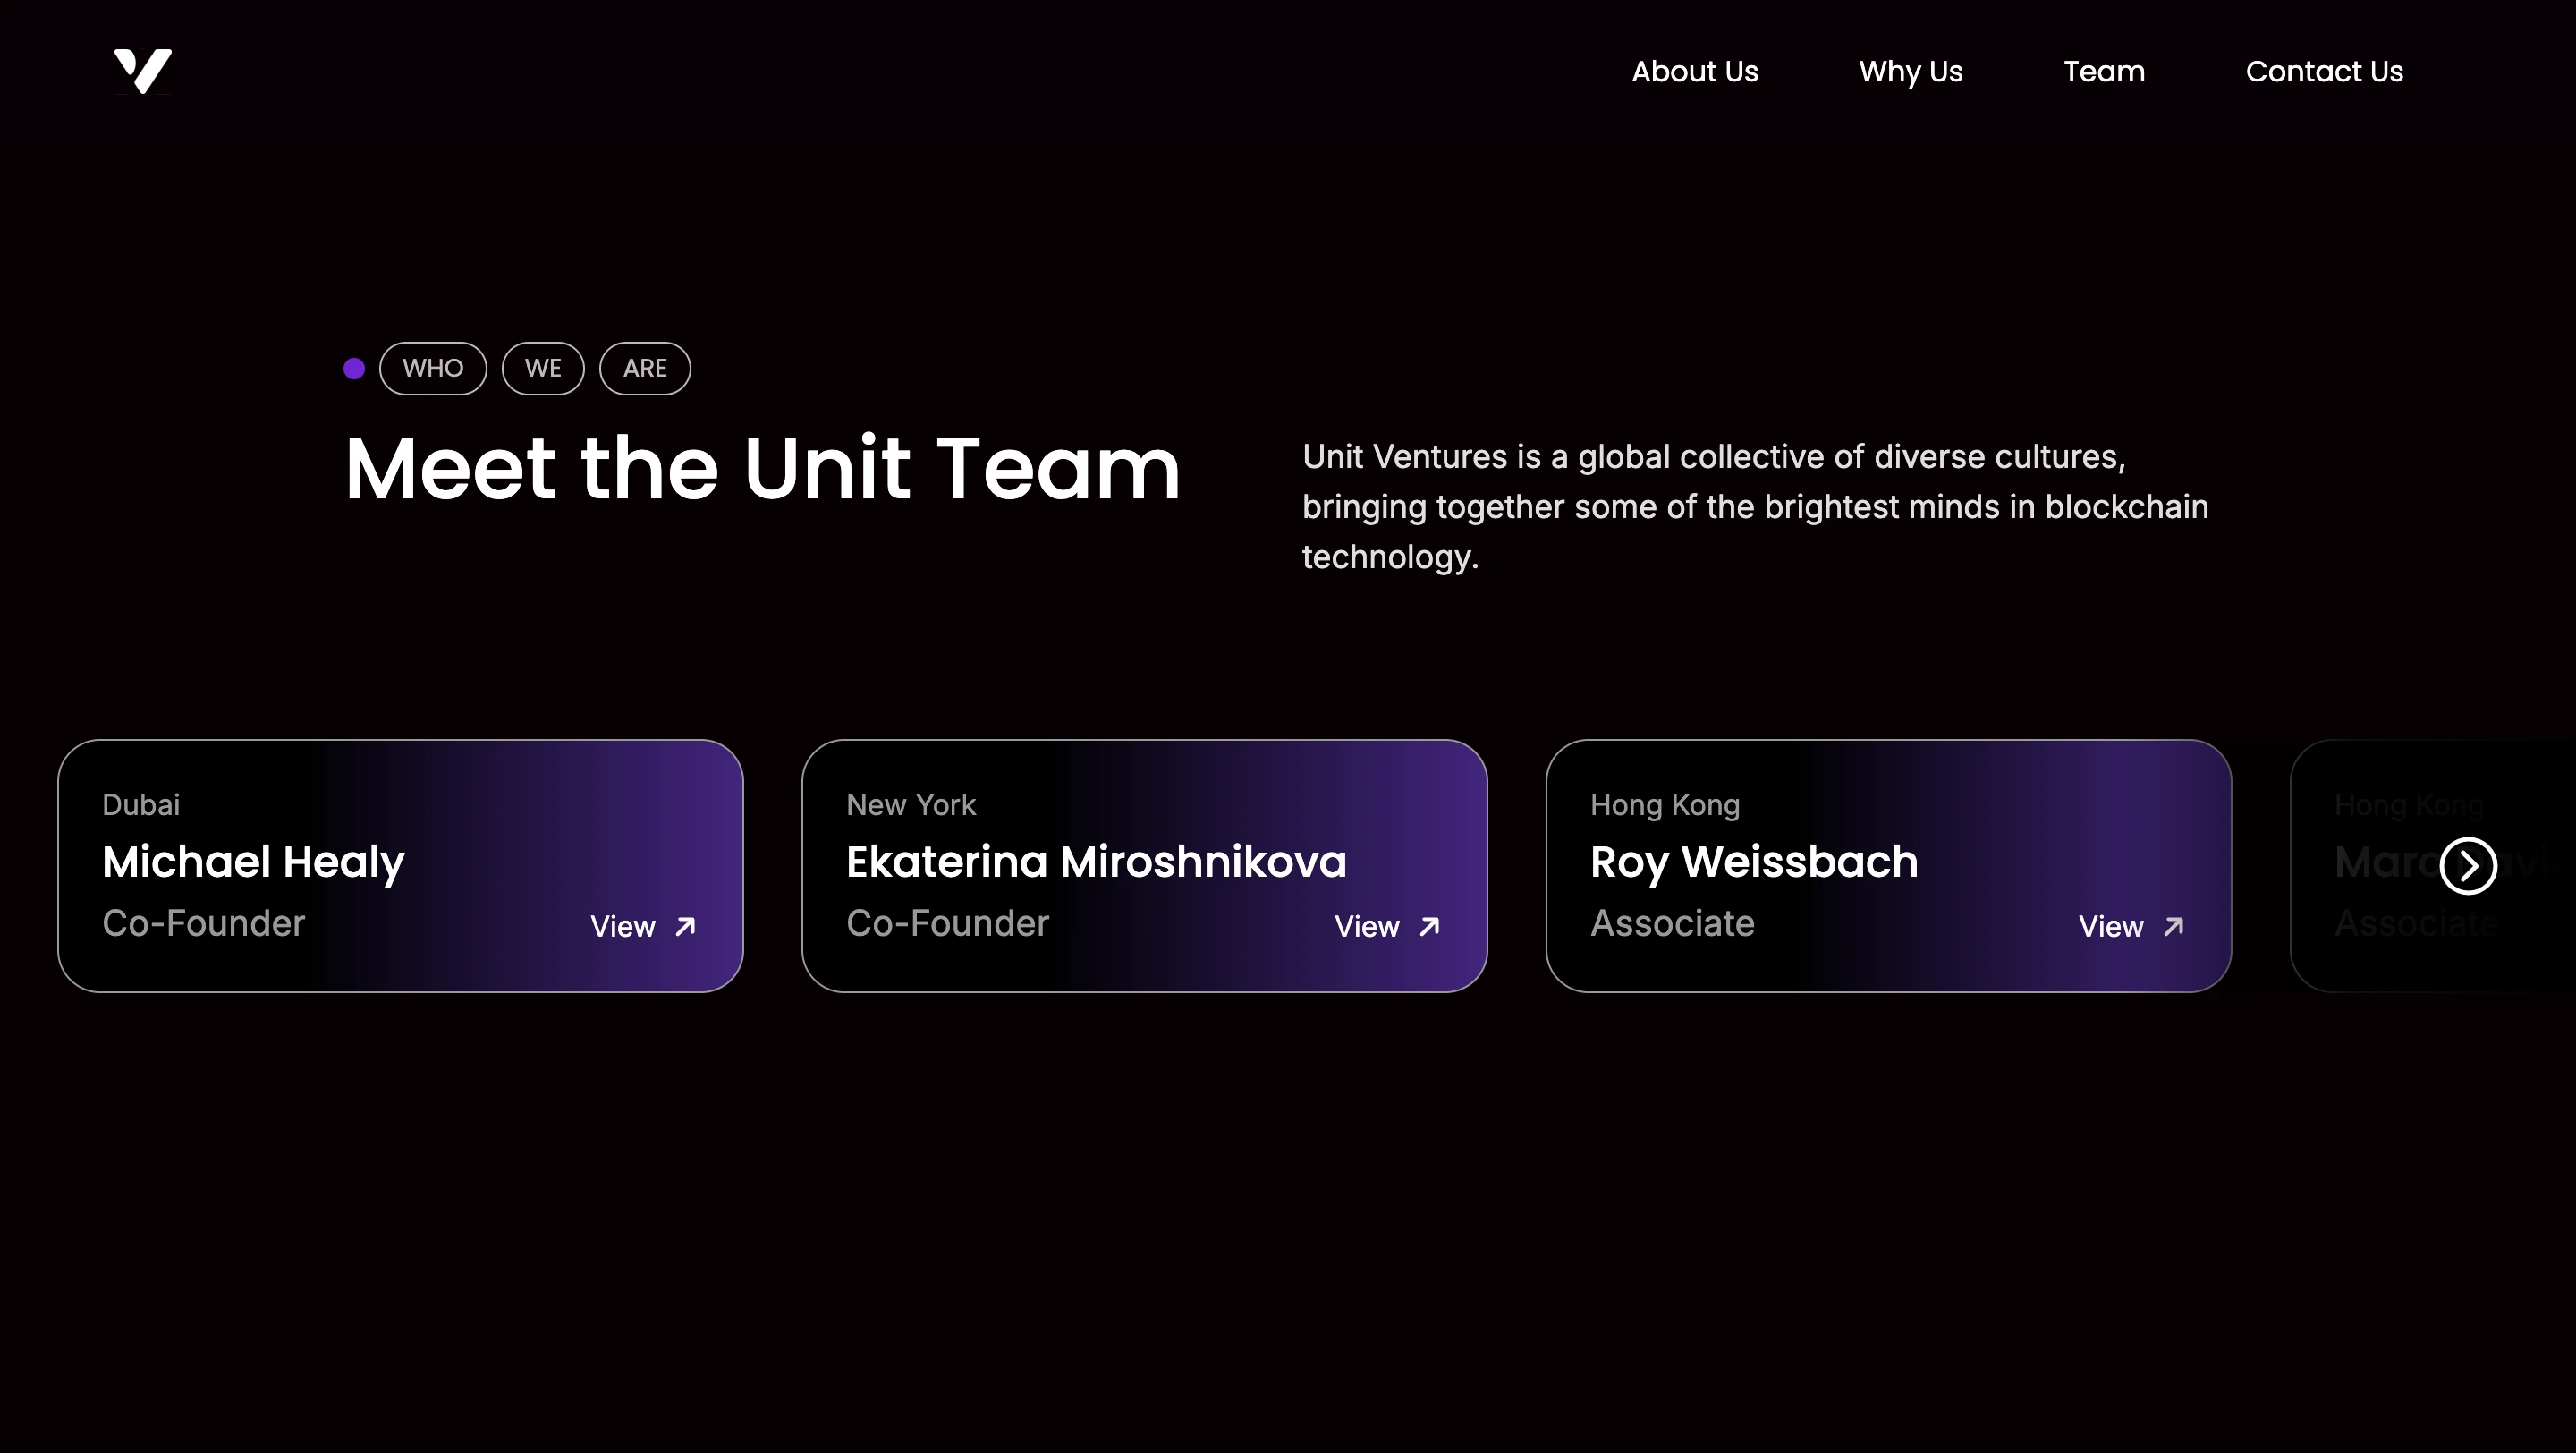 About Us
Why Us
Team
Contact Us
WHO
WE
ARE
Meet the Unit Team
Unit Ventures is a global collective of diverse cultures,
bringing together some of the brightest minds in blockchain
technology.
Dubai
Michael Healy
Co-Founder
View
New York
Ekaterina Miroshnikova
Co-Founder
View
Hong Kong
Roy Weissbach
Associate
View
Hong Kong
Associate